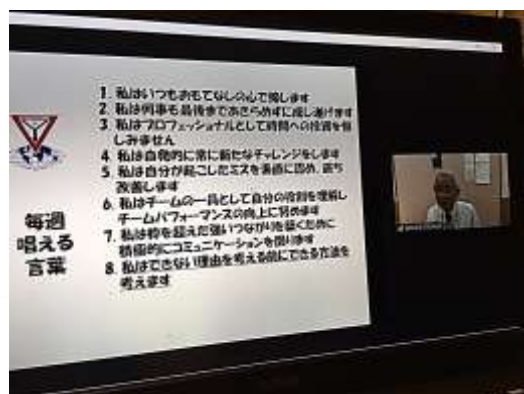 1. 私はいつもおもてなしの心で接します
2. 私は何事も最後まであきらめずに成し遂げます
3. 私はプロフェッショナルとして時間への投資を惜
しみません
4. 私は自発的に常に新たなチャレンジをします
5. 私は自分が起こしたミスを素直に認め、直ち
改善します
6. 私はチームの一員として自分の役割を理解し
チームパフォーマンスの向上に努めます
7. 私は枠を超えた強いつながりを築くために
積極的にコミュニケーションを図ります
8. 私はできない理由を考える前にできる方法を
考えます
毎週
唱える
言葉